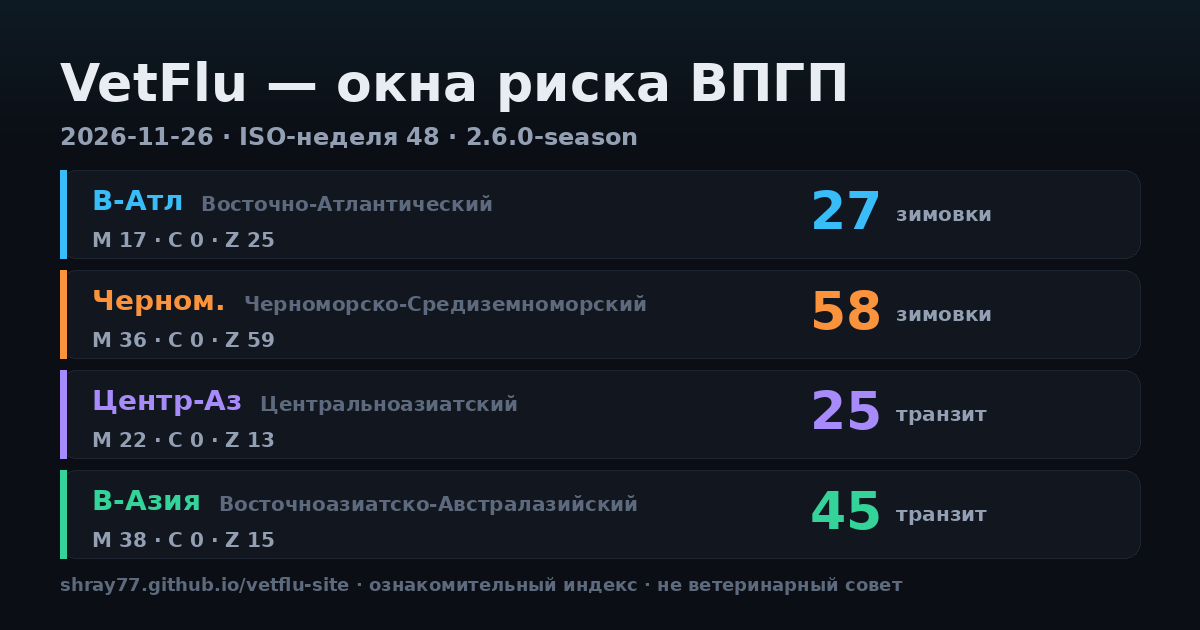 VetFlu — окна риска ВПГП
2026-11-26 · ISO-неделя 48 · 2.6.0-season
В-Атл Восточно-Атлантический 27 зимовки
M 17 · C 0 · Z 25
Черном. Черноморско-Средиземноморский 58 зимовки
M 36 · C 0 · Z 59
Центр-Аз Центральноазиатский 25 транзит
M 22 · C 0 · Z 13
В-Азия Восточноазиатско-Австралазийский 45 транзит
M 38 · C 0 · Z 15
shray77.github.io/vetflu-site · ознакомительный индекс · не ветеринарный совет